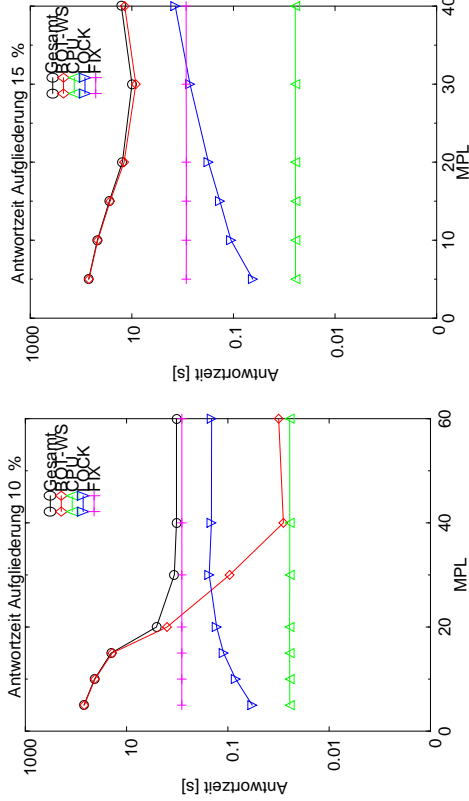 Antwortzeit Aufgliederung 10 %
Antwortzeit [s]
1000
10
0.1
0.01
0
0
20
40
60
MPL
Gesamt
BOT-WS
CPU
LOCK
FIX
Antwortzeit Aufgliederung 15 %
Antwortzeit [s]
1000
10
0.1
0.01
0
0
10
20
30
40
MPL
Gesamt
BOT-WS
CPU
LOCK
FIX